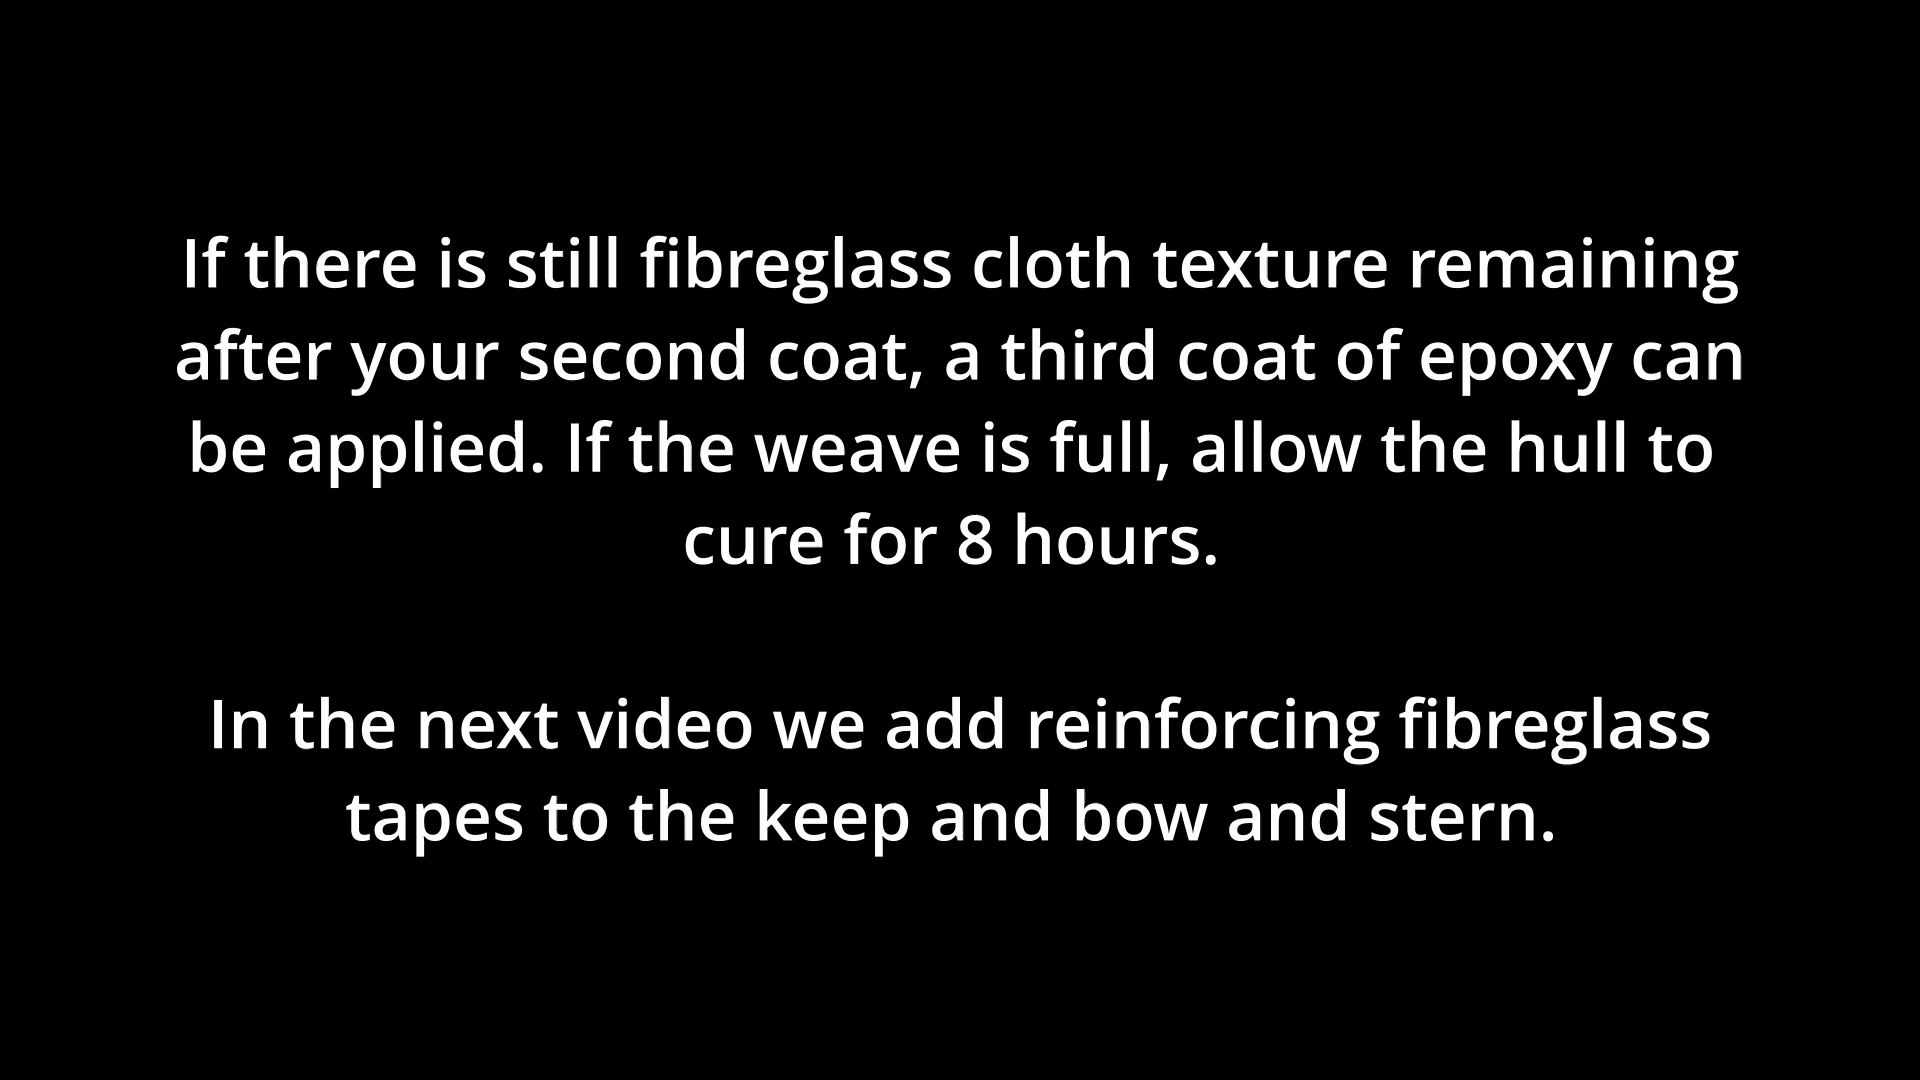 If there is still fibreglass cloth texture remaining
after your second coat, a third coat of epoxy can
be applied. If the weave is full, allow the hull to
cure for 8 hours.
In the next video we add reinforcing fibreglass
tapes to the keep and bow and stern.